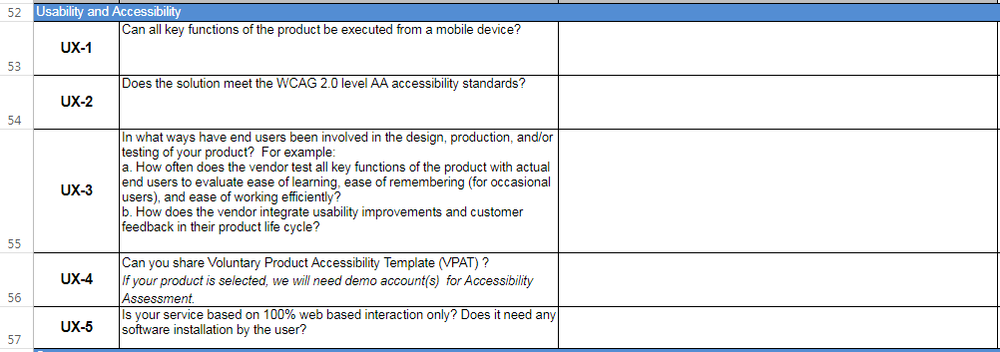 52 Usability and Accessibility
Can all key functions of the product be executed from a mobile device?
UX-1
53
Does the solution meet the WCAG 2.0 level AA accessibility standards?
UX-2
54
In what ways have end users been involved in the design, production, and/or
testing of your product?  For example:
a. How often does the vendor test all key functions of the product with actual
end users to evaluate ease of learning, ease of remembering (for occasional
UX-3
users), and ease of working efficiently?
b. How does the vendor integrate usability improvements and customer
feedback in their product life cycle?
55
Can you share Voluntary Product Accessibility Template (VPAT) ?
UX-4
If your product is selected, we will need demo account(s)  for Accessibility
Assessment.
56
Is your service based on 100% web based interaction only? Does it need any
UX-5
software installation by the user?
57